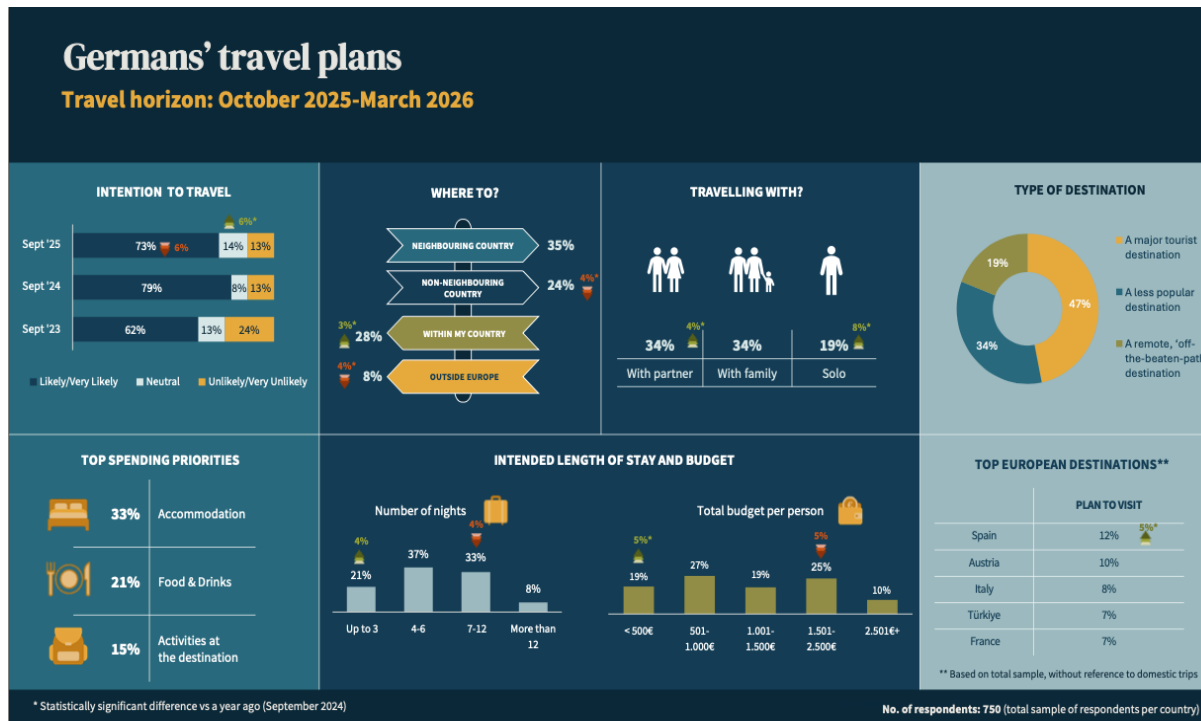 Germans’ travel plans
Travel horizon: October 2025-March 2026
INTENTION TO TRAVEL
6%*
Sept ’25 73% 6% 14% 13%
Sept ’24 79% 8% 13%
Sept ’23 62% 13% 24%
Likely/Very Likely Neutral Unlikely/Very Unlikely
WHERE TO?
NEIGHBOURING COUNTRY 35%
NON-NEIGHBOURING
COUNTRY
24% 4%*
3%* 28% WITHIN MY COUNTRY
4%* 8% OUTSIDE EUROPE
TRAVELLING WITH?
34% 4%* 34% 19% 8%*
With partner With family Solo
TYPE OF DESTINATION
19%
47%
34%
A major tourist
destination
A less popular
destination
A remote, ‘off-
the-beaten-path
destination
TOP SPENDING PRIORITIES
33% Accommodation
21% Food & Drinks
15% Activities at
the destination
INTENDED LENGTH OF STAY AND BUDGET
Number of nights
4% 4%
21% 37% 33% 8%
Up to 3 4-6 7-12 More than
12
Total budget per person
5%* 5%
19% 27% 19% 25% 10%
< 500€ 501-
1.000€
1.001-
1.500€
1.501-
2.500€
2.501€+
TOP EUROPEAN DESTINATIONS**
PLAN TO VISIT
Spain 12% 5%*
Austria 10%
Italy 8%
Türkiye 7%
France 7%
** Based on total sample, without reference to domestic trips
* Statistically significant difference vs a year ago (September 2024)
No. of respondents: 750 (total sample of respondents per country)